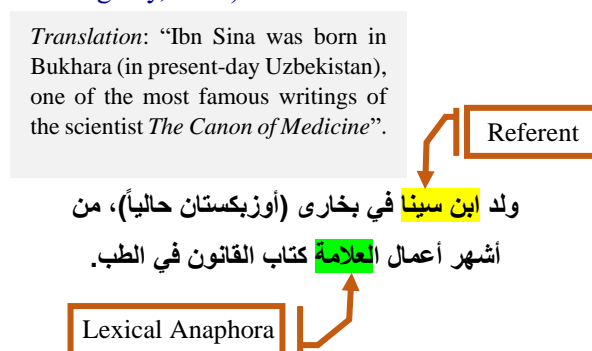 Translation: “Ibn Sina was born in
Bukhara (in present-day Uzbekistan),
one of the most famous writings of
the scientist The Canon of Medicine”.
Referent
ولد ابن سينا في بخارى (أوزبكستان حالياً)، من
أشهر أعمال العلامة كتاب القانون في الطب.
Lexical Anaphora